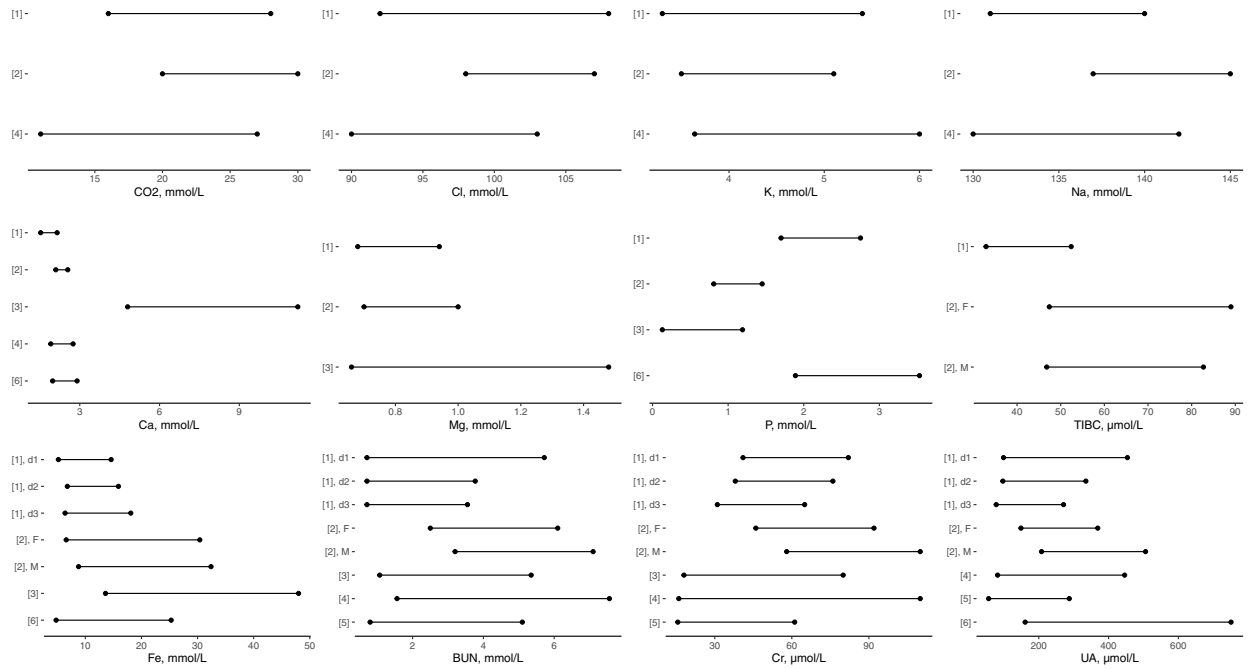 [1]
[2]
[4]
15 20 25 30
CO2, mmol/L
[1]
[2]
[4]
90 95 100 105
Cl, mmol/L
[1]
[2]
[4]
4 5 6
K, mmol/L
[1]
[2]
[4]
130 135 140 145
Na, mmol/L
[1]
[2]
[3]
[4]
[6]
3 6 9
Ca, mmol/L
[1]
[2]
[3]
0.8 1.0 1.2 1.4
Mg, mmol/L
[1]
[2]
[3]
[6]
0 1 2 3
P, mmol/L
[1]
[2], F
[2], M
40 50 60 70 80 90
TIBC, µmol/L
[1], d1
[1], d2
[1], d3
[2], F
[2], M
[3]
[6]
10 20 30 40 50
Fe, mmol/L
[1], d1
[1], d2
[1], d3
[2], F
[2], M
[3]
[4]
[5]
2 4 6
BUN, mmol/L
[1], d1
[1], d2
[1], d3
[2], F
[2], M
[3]
[4]
[5]
30 60 90
Cr, µmol/L
[1], d1
[1], d2
[1], d3
[2], F
[2], M
[4]
[5]
[6]
200 400 600
UA, µmol/L